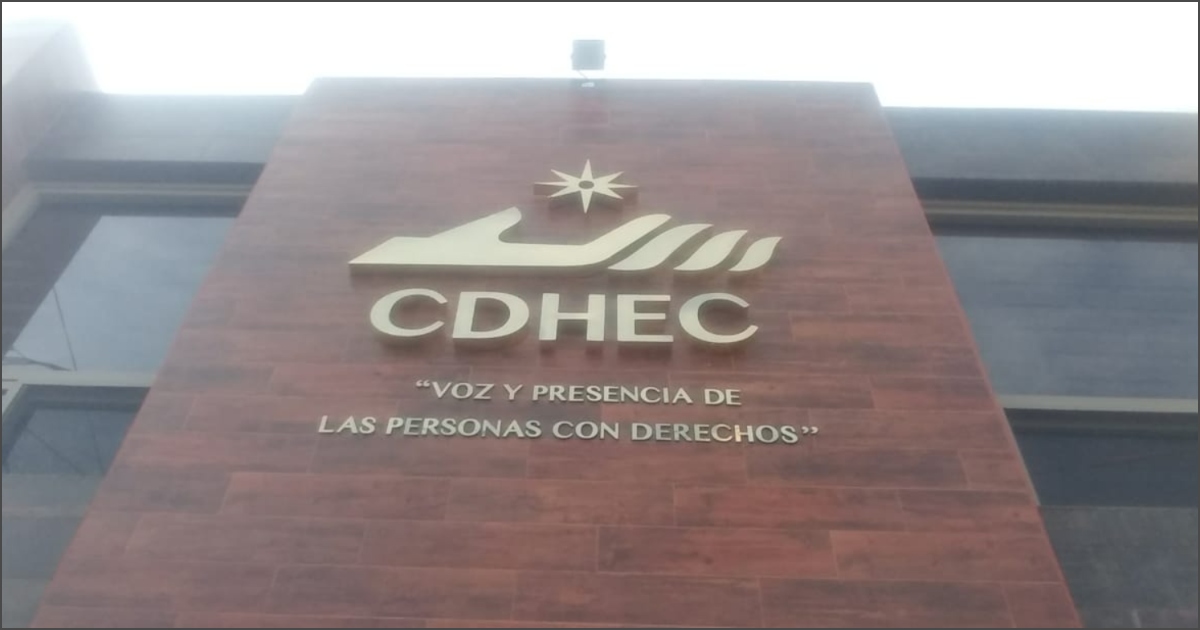 CDHEC
“VOZ Y PRESENCIA DE
LAS PERSONAS CON DERECHOS”